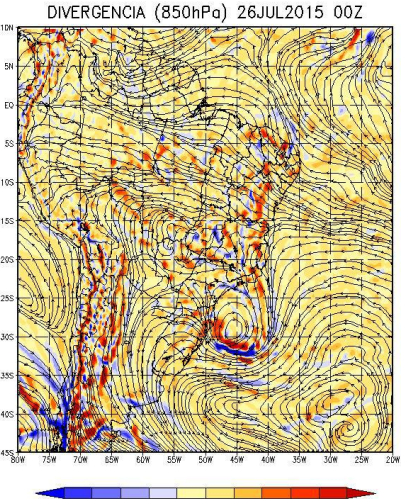 DIVERGENCIA (850hPa) 26JUL2015 00Z
10N
5N
EQ
5S
10S
15S
20S
25S
30S
35S
40S
45S
80W 75W 70W 65W 60W 55W 50W 45W 40W 35W 30W 25W 20W